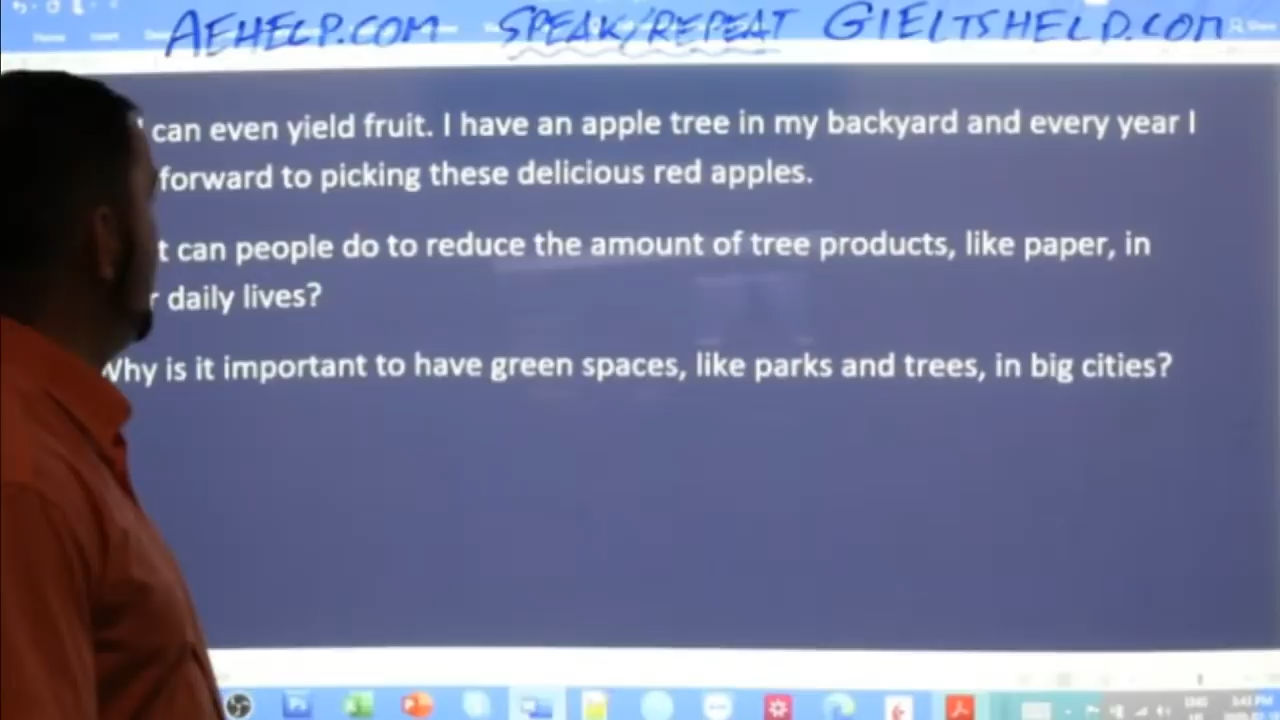 AEHELP.COM SPEAK/REPEAT GIELTSHELP.COM
can even yield fruit. I have an apple tree in my backyard and every year I
forward to picking these delicious red apples.
t can people do to reduce the amount of tree products, like paper, in
r daily lives?
Why is it important to have green spaces, like parks and trees, in big cities?